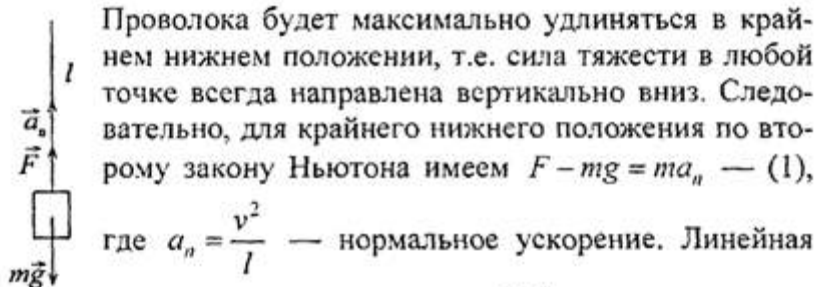 Проволока будет максимально удлиняться в край-
нем нижнем положении, т.е. сила тяжести в любой
точке всегда направлена вертикально вниз. Следо-
вательно, для крайнего нижнего положения по вто-
рому закону Ньютона имеем F – mg = maₙ — (1),
где aₙ = v²/l — нормальное ускорение. Линейная
l
a⃗ₙ
F⃗
mg⃗